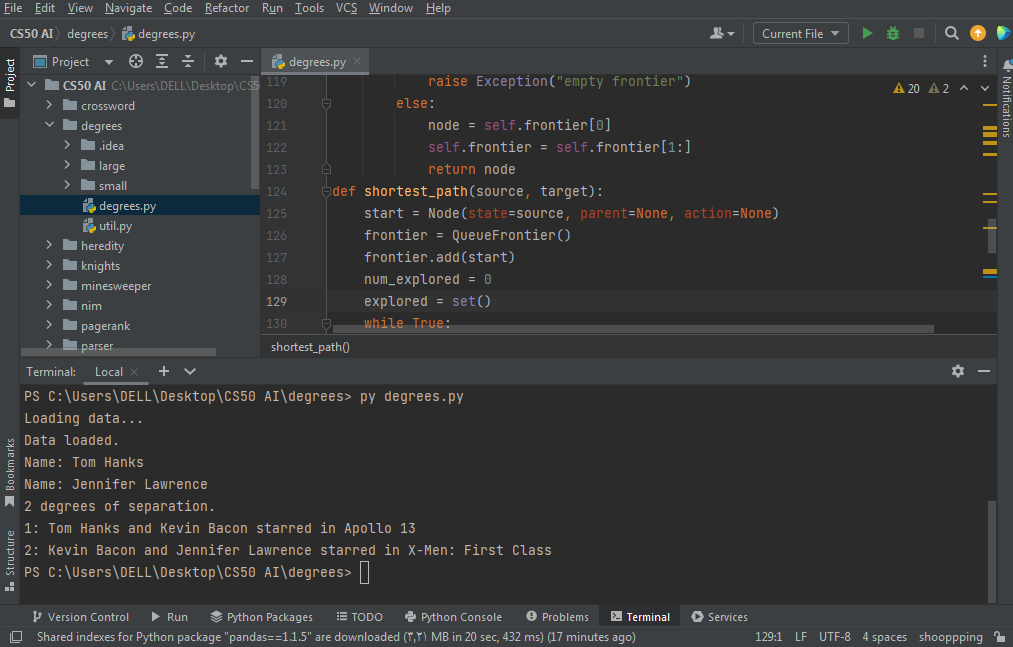 File Edit View Navigate Code Refactor Run Tools VCS Window Help
CS50 AI degrees degrees.py Current File
Project
Project
degrees.py
Notifications
CS50 AI C:\Users\DELL\Desktop\CS5
crossword
degrees
.idea
large
small
degrees.py
util.py
heredity
knights
minesweeper
nim
pagerank
parser
20 2
119 raise Exception("empty frontier")
120 else:
121 node = self.frontier[0]
122 self.frontier = self.frontier[1:]
123 return node
124 def shortest_path(source, target):
125 start = Node(state=source, parent=None, action=None)
126 frontier = QueueFrontier()
127 frontier.add(start)
128 num_explored = 0
129 explored = set()
130 while True:
shortest_path()
Terminal: Local
PS C:\Users\DELL\Desktop\CS50 AI\degrees> py degrees.py
Loading data...
Data loaded.
Name: Tom Hanks
Name: Jennifer Lawrence
2 degrees of separation.
1: Tom Hanks and Kevin Bacon starred in Apollo 13
2: Kevin Bacon and Jennifer Lawrence starred in X-Men: First Class
PS C:\Users\DELL\Desktop\CS50 AI\degrees>
Bookmarks
Structure
Version Control Run Python Packages TODO Python Console Problems Terminal Services
Shared indexes for Python package "pandas==1.1.5" are downloaded (۳,۲۱ MB in 20 sec, 432 ms) (17 minutes ago) 129:1 LF UTF-8 4 spaces shooppping